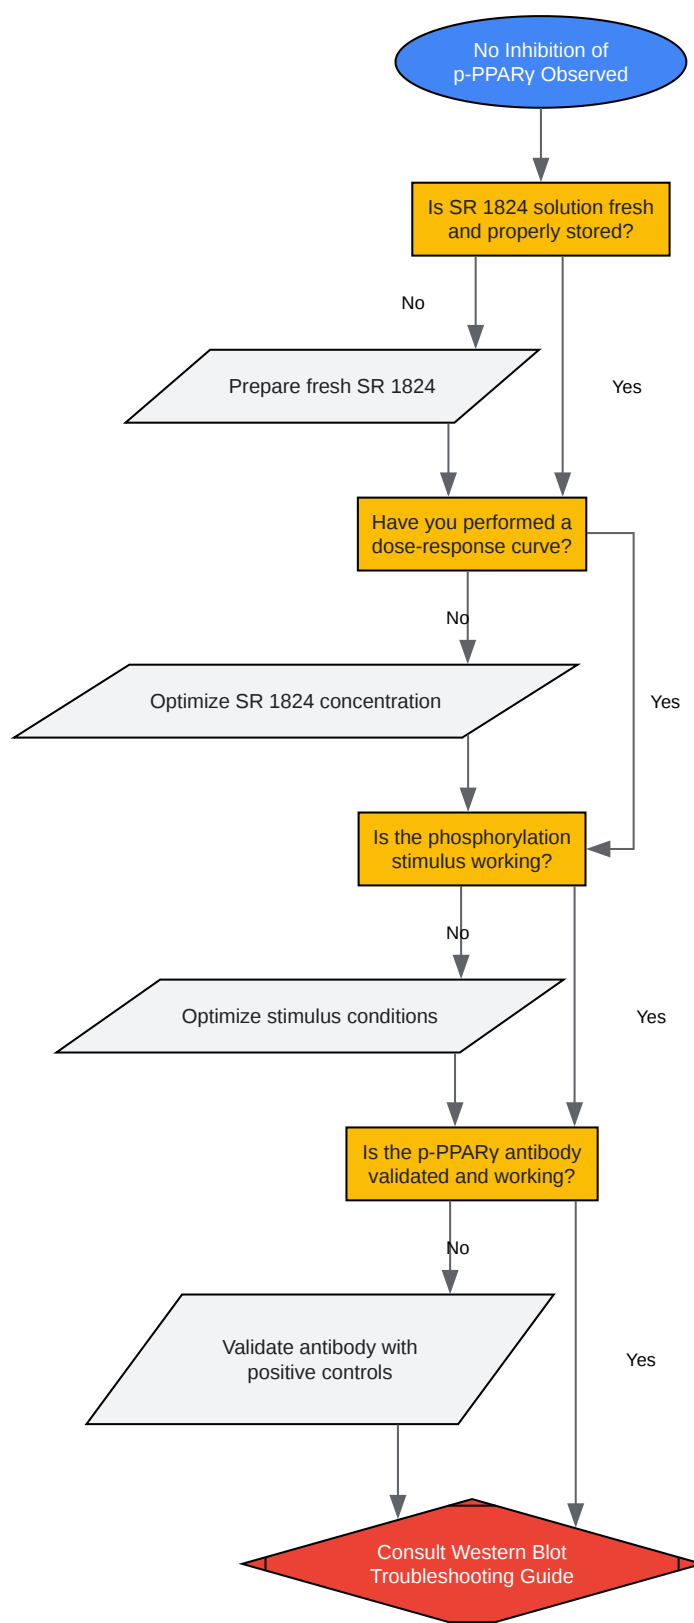 No Inhibition of
p-PPARγ Observed
Is SR 1824 solution fresh
and properly stored?
No
Prepare fresh SR 1824
Yes
Have you performed a
dose-response curve?
No
Optimize SR 1824 concentration
Yes
Is the phosphorylation
stimulus working?
No
Optimize stimulus conditions
Yes
Is the p-PPARγ antibody
validated and working?
No
Validate antibody with
positive controls
Yes
Consult Western Blot
Troubleshooting Guide